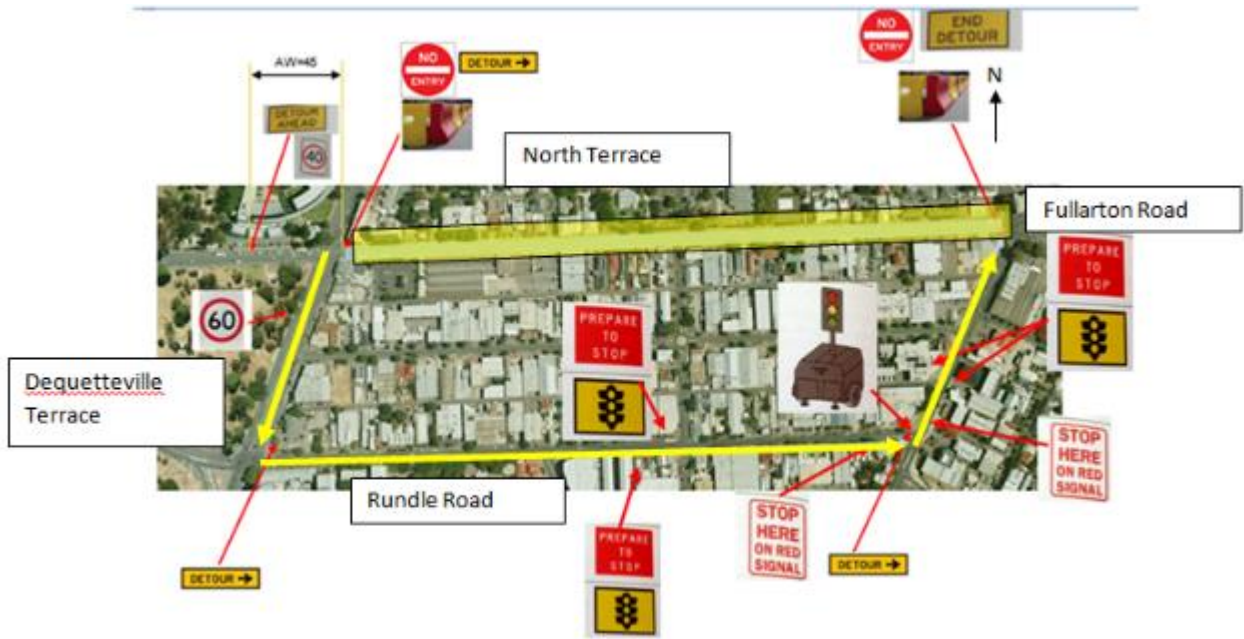 NO
ENTRY
END
DETOUR
AW=45
NO
ENTRY
DETOUR →
N
DETOUR
AHEAD
40
North Terrace
Fullarton Road
PREPARE
TO
STOP
60
PREPARE
TO
STOP
Dequetteville
Terrace
STOP
HERE
ON RED
SIGNAL
Rundle Road
STOP
HERE
ON RED
SIGNAL
PREPARE
TO
STOP
DETOUR →
DETOUR →